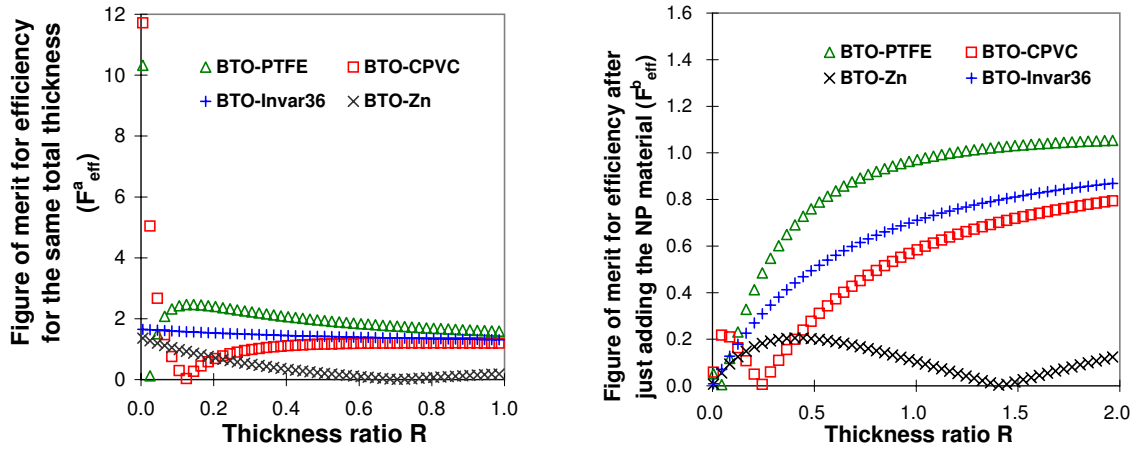 Figure of merit for efficiency
for the same total thickness
(Fᵃeff)
12
10
8
6
4
2
0
BTO-PTFE
BTO-CPVC
BTO-Invar36
BTO-Zn
0.0 0.2 0.4 0.6 0.8 1.0
Thickness ratio R
Figure of merit for efficiency after
just adding the NP material (Fᵇeff)
1.6
1.4
1.2
1.0
0.8
0.6
0.4
0.2
0.0
BTO-PTFE
BTO-CPVC
BTO-Zn
BTO-Invar36
0.0 0.5 1.0 1.5 2.0
Thickness ratio R